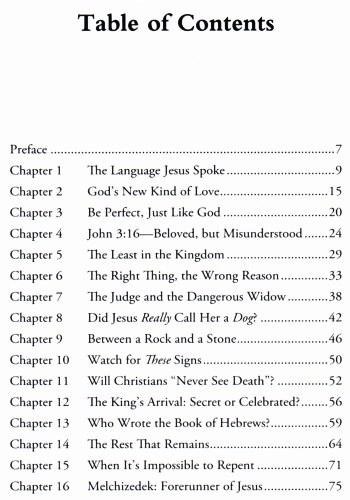 Table of Contents
Preface ..................................................................7
Chapter 1 The Language Jesus Spoke ..........................9
Chapter 2 God's New Kind of Love...........................15
Chapter 3 Be Perfect, Just Like God ..........................20
Chapter 4 John 3:16—Beloved, but Misunderstood .......24
Chapter 5 The Least in the Kingdom .........................29
Chapter 6 The Right Thing, the Wrong Reason ............33
Chapter 7 The Judge and the Dangerous Widow ...........38
Chapter 8 Did Jesus Really Call Her a Dog? .................42
Chapter 9 Between a Rock and a Stone.......................46
Chapter 10 Watch for These Signs ..............................50
Chapter 11 Will Christians “Never See Death”? .............52
Chapter 12 The King's Arrival: Secret or Celebrated?.......56
Chapter 13 Who Wrote the Book of Hebrews?...............59
Chapter 14 The Rest That Remains ............................64
Chapter 15 When It's Impossible to Repent ..................71
Chapter 16 Melchizedek: Forerunner of Jesus ................75